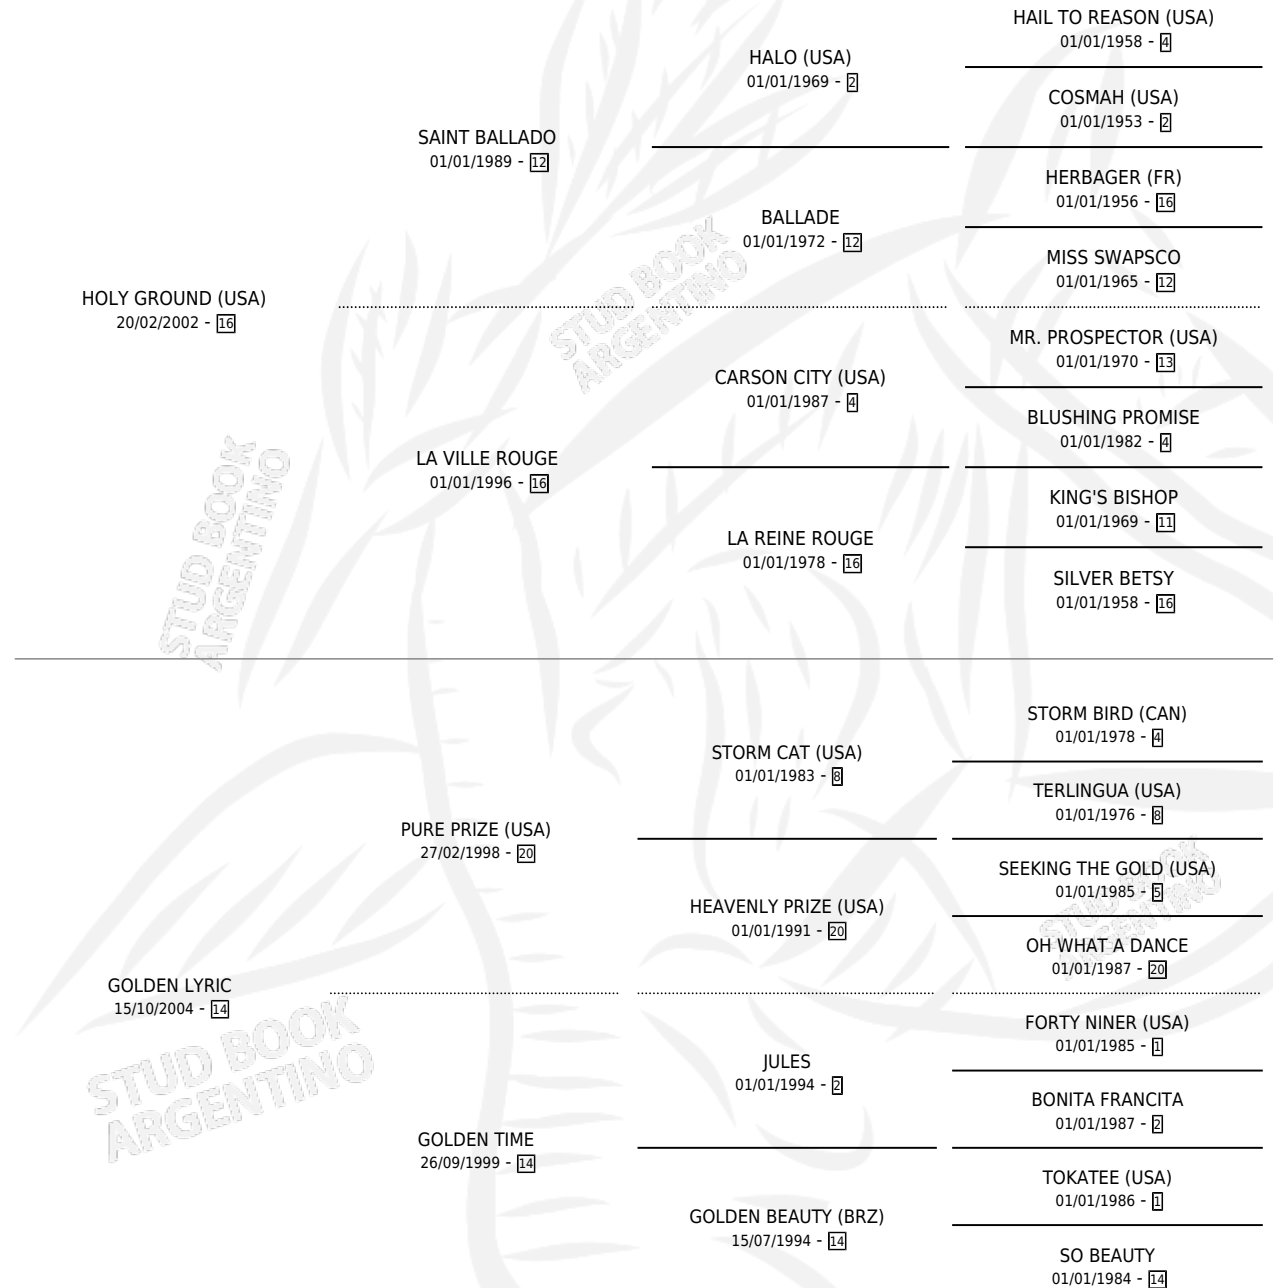 HAIL TO REASON (USA)
01/01/1958 - 4
HALO (USA)
01/01/1969 - 2
COSMAH (USA)
01/01/1953 - 2
SAINT BALLADO
01/01/1989 - 12
HERBAGER (FR)
01/01/1956 - 16
BALLADE
01/01/1972 - 12
MISS SWAPSCO
01/01/1965 - 12
HOLY GROUND (USA)
20/02/2002 - 16
MR. PROSPECTOR (USA)
01/01/1970 - 13
CARSON CITY (USA)
01/01/1987 - 4
BLUSHING PROMISE
01/01/1982 - 4
LA VILLE ROUGE
01/01/1996 - 16
KING'S BISHOP
01/01/1969 - 11
LA REINE ROUGE
01/01/1978 - 16
SILVER BETSY
01/01/1958 - 16
STUD BOOK
ARGENTINO
STUD BOOK
ARGENTINO
STORM BIRD (CAN)
01/01/1978 - 4
STORM CAT (USA)
01/01/1983 - 8
TERLINGUA (USA)
01/01/1976 - 8
PURE PRIZE (USA)
27/02/1998 - 20
SEEKING THE GOLD (USA)
01/01/1985 - 5
HEAVENLY PRIZE (USA)
01/01/1991 - 20
OH WHAT A DANCE
01/01/1987 - 20
STUD BOOK
ARGENTINO
GOLDEN LYRIC
15/10/2004 - 14
FORTY NINER (USA)
01/01/1985 - 1
JULES
01/01/1994 - 2
BONITA FRANCITA
01/01/1987 - 2
STUD BOOK
ARGENTINO
GOLDEN TIME
26/09/1999 - 14
TOKATEE (USA)
01/01/1986 - 1
GOLDEN BEAUTY (BRZ)
15/07/1994 - 14
SO BEAUTY
01/01/1984 - 14